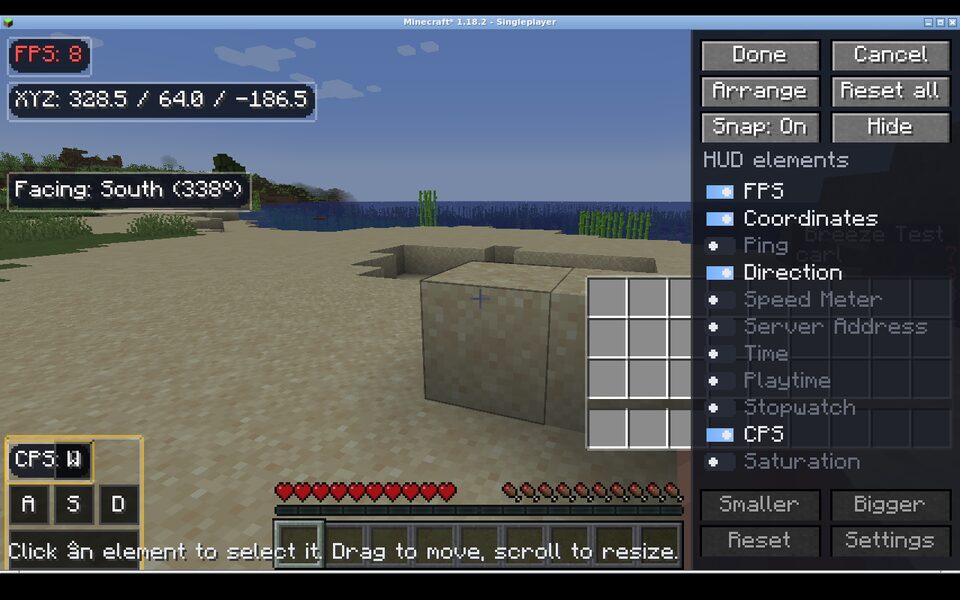 Minecraft* 1.18.2 - Singleplayer
FPS: 8
XYZ: 328.5 / 64.0 / -186.5
Facing: South (338°)
CPS
W
A S D
Click an element to select it. Drag to move, scroll to resize.
Done Cancel
Arrange Reset all
Snap: On Hide
HUD elements
FPS
Coordinates
Ping
Direction
Speed Meter
Server Address
Time
Playtime
Stopwatch
CPS
Saturation
Smaller Bigger
Reset Settings